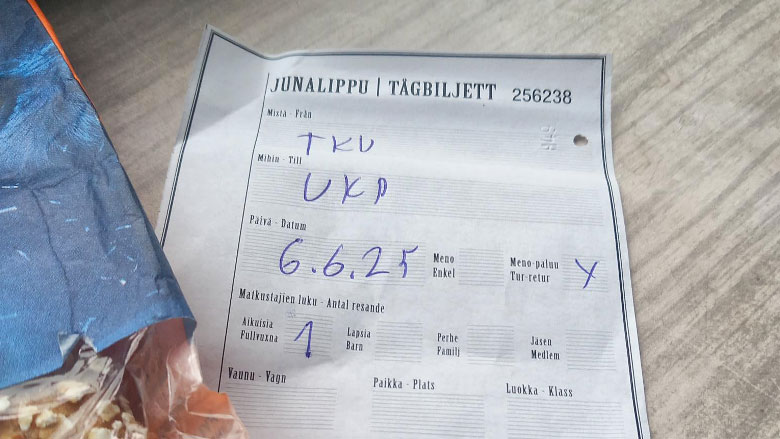 JUNALIPPU | TÅGBILJETT 256238
Mistä - Från
TKU
Mihin - Till
UKP
Päivä - Datum
6.6.25
Meno
Enkel
Meno-paluu
Tur-retur
X
Matkustajien luku - Antal resande
Aikuisia
Fullvuxna
1
Lapsia
Barn
Perhe
Familj
Jäsen
Medlem
Vaunu - Vagn
Paikka - Plats
Luokka - Klass